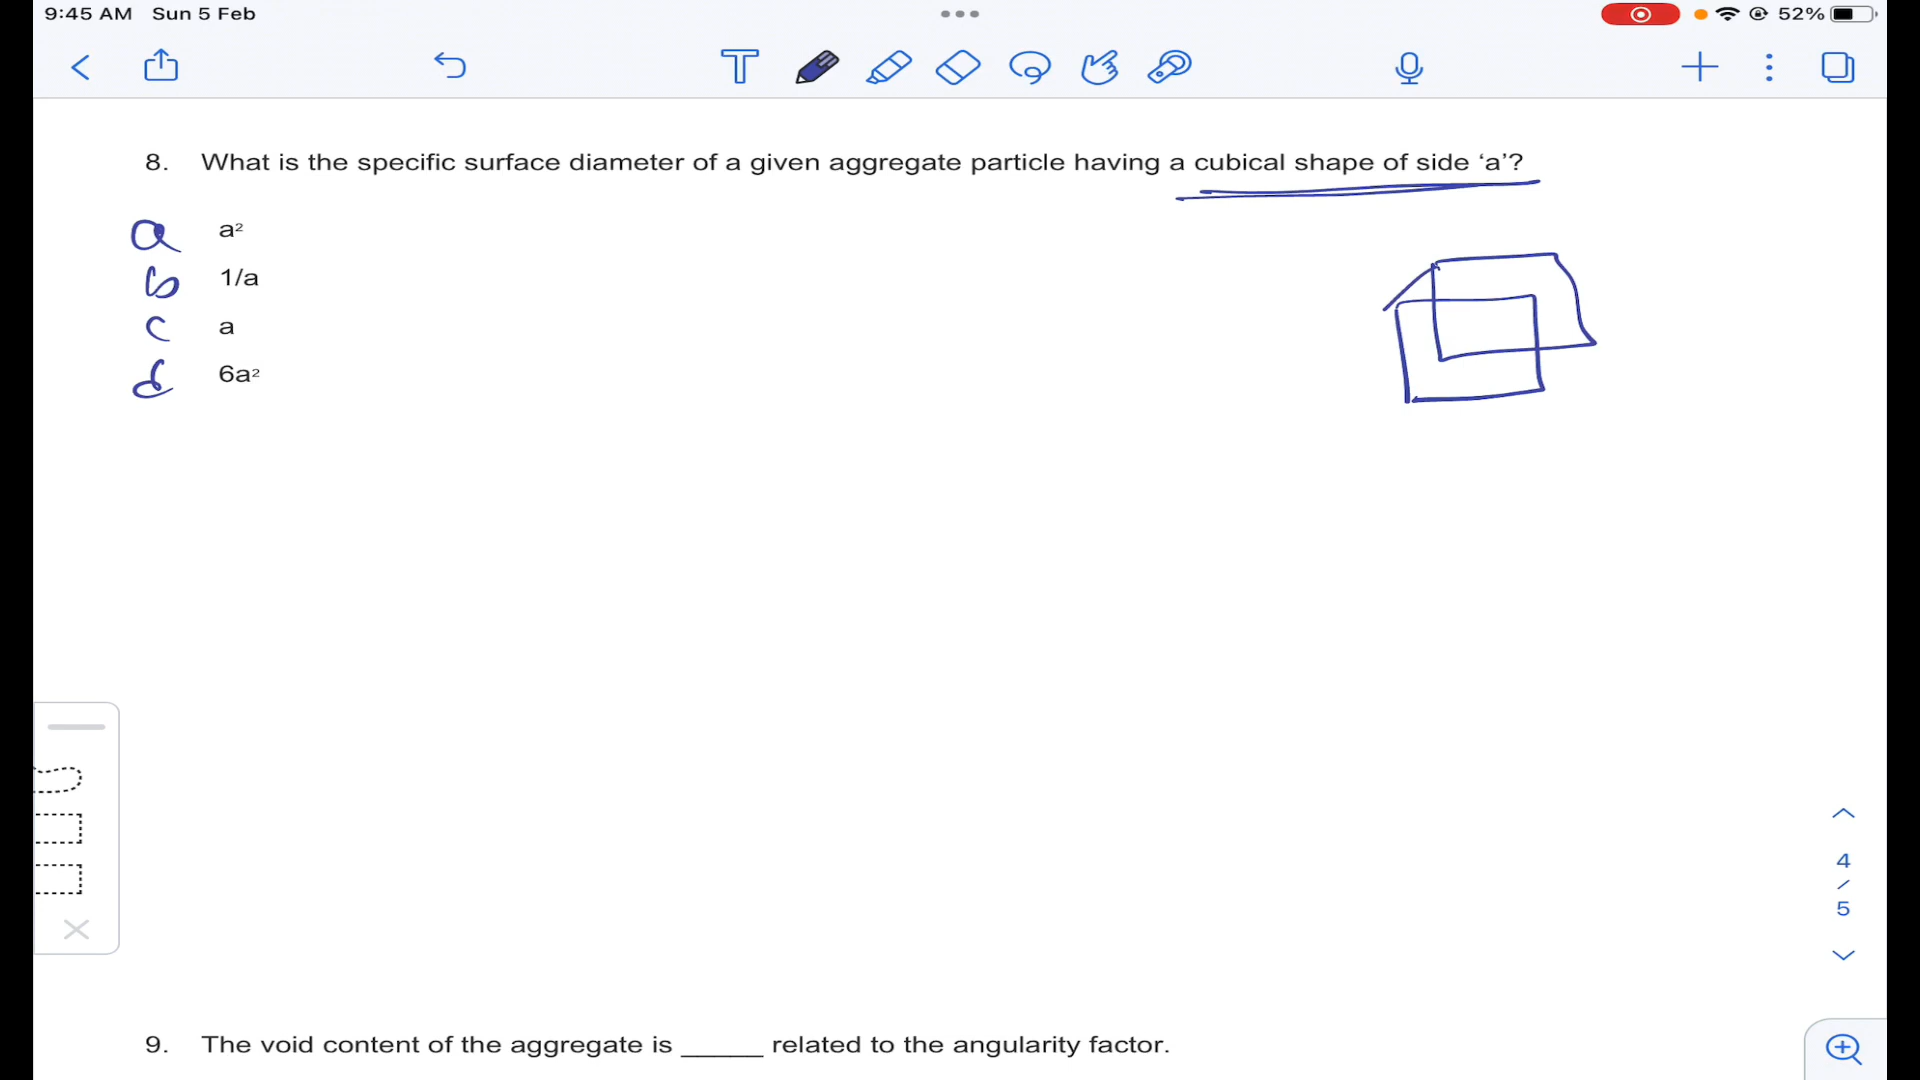 9:45 AM Sun 5 Feb
52%
T
8. What is the specific surface diameter of a given aggregate particle having a cubical shape of side ‘a’?
a a²
b 1/a
c a
d 6a²
4
/
5
9. The void content of the aggregate is _____ related to the angularity factor.